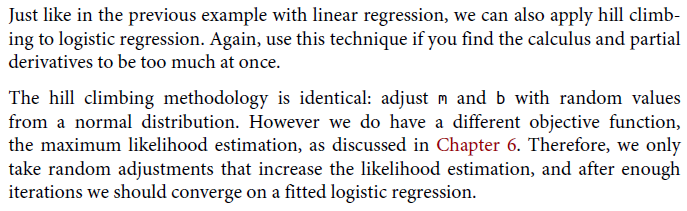 Just like in the previous example with linear regression, we can also apply hill climb-
ing to logistic regression. Again, use this technique if you find the calculus and partial
derivatives to be too much at once.
The hill climbing methodology is identical: adjust m and b with random values
from a normal distribution. However we do have a different objective function,
the maximum likelihood estimation, as discussed in Chapter 6. Therefore, we only
take random adjustments that increase the likelihood estimation, and after enough
iterations we should converge on a fitted logistic regression.